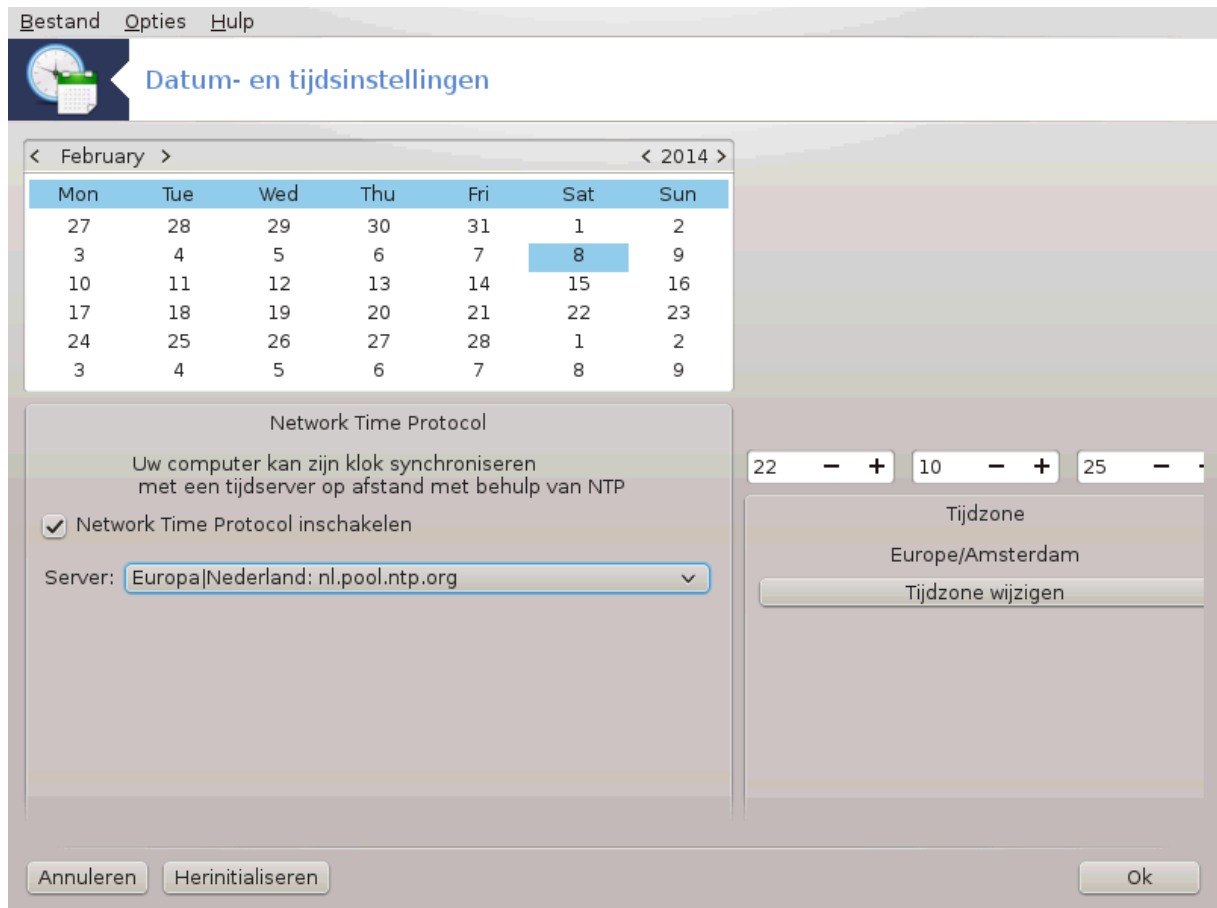 Bestand Opties Hulp
Datum- en tijdsinstellingen
< February > < 2014 >
Mon Tue Wed Thu Fri Sat Sun
27 28 29 30 31 1 2
3 4 5 6 7 8 9
10 11 12 13 14 15 16
17 18 19 20 21 22 23
24 25 26 27 28 1 2
3 4 5 6 7 8 9
Network Time Protocol
Uw computer kan zijn klok synchroniseren
met een tijdserver op afstand met behulp van NTP
Network Time Protocol inschakelen
Server: Europa|Nederland: nl.pool.ntp.org
22 − + 10 − + 25 −
Tijdzone
Europe/Amsterdam
Tijdzone wijzigen
Annuleren Herinitialiseren Ok